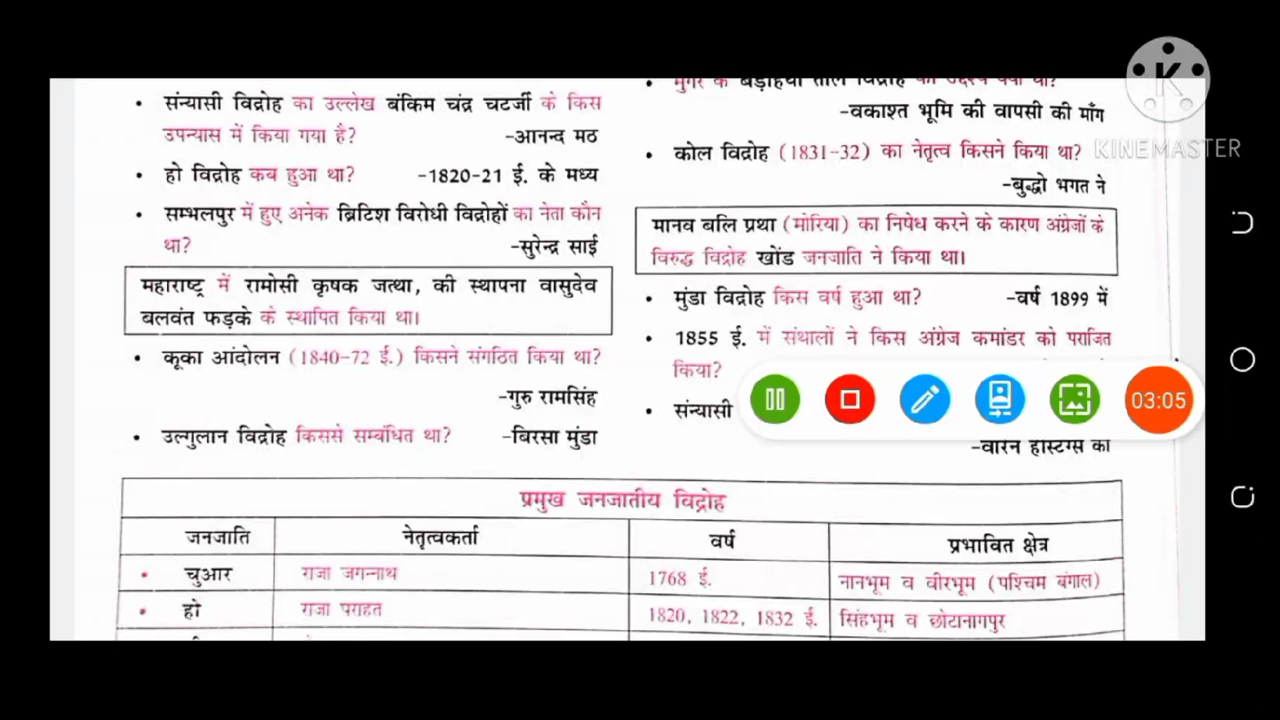 • संन्यासी विद्रोह का उल्लेख बंकिम चंद्र चटर्जी के किस
उपन्यास में किया गया है? -आनन्द मठ
• हो विद्रोह कब हुआ था? -1820-21 ई. के मध्य
• सम्भलपुर में हुए अनेक ब्रिटिश विरोधी विद्रोहों का नेता कौन
था? -सुरेन्द्र साई
महाराष्ट्र में रामोसी कृषक जत्था, की स्थापना वासुदेव
बलवंत फड़के के स्थापित किया था।
• कूका आंदोलन (1840-72 ई.) किसने संगठित किया था?
-गुरु रामसिंह
• उल्गुलान विद्रोह किससे सम्बंधित था? -बिरसा मुंडा
-वकाश्त भूमि की वापसी की माँग
• कोल विद्रोह (1831-32) का नेतृत्व किसने किया था?
-बुद्धो भगत ने
मानव बलि प्रथा (मोरिया) का निषेध करने के कारण अंग्रेजों के
विरुद्ध विद्रोह खोंड जनजाति ने किया था।
• मुंडा विद्रोह किस वर्ष हुआ था? -वर्ष 1899 में
• 1855 ई. में संथालों ने किस अंग्रेज कमांडर को पराजित
किया?
• संन्यासी
-वारेन हेस्टिंग्स को
प्रमुख जनजातीय विद्रोह
जनजाति नेतृत्वकर्ता वर्ष प्रभावित क्षेत्र
• चुआर राजा जगन्नाथ 1768 ई. नानभूम व वीरभूम (पश्चिम बंगाल)
• हो राजा पराहत 1820, 1822, 1832 ई. सिंहभूम व छोटानागपुर
K
KINEMASTER
03:05